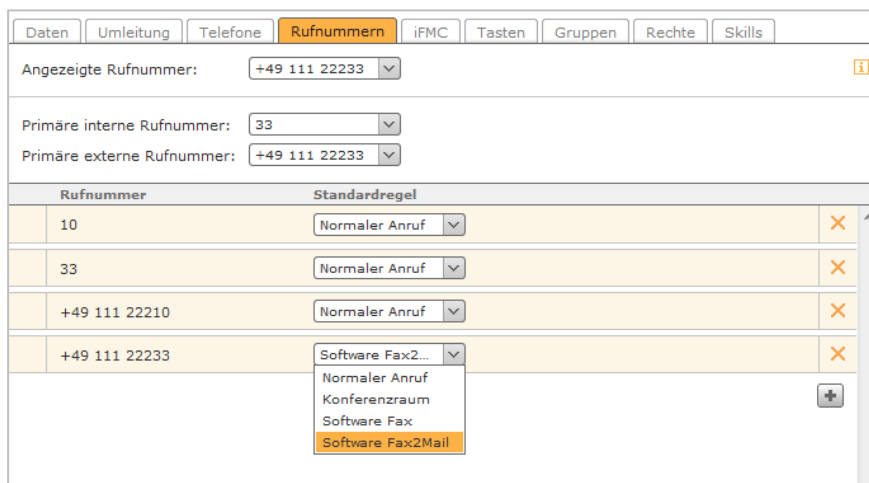 Daten Umleitung Telefone Rufnummern iFMC Tasten Gruppen Rechte Skills
Angezeigte Rufnummer: +49 111 22233
Primäre interne Rufnummer: 33
Primäre externe Rufnummer: +49 111 22233
Rufnummer Standardregel
10 Normaler Anruf
33 Normaler Anruf
+49 111 22210 Normaler Anruf
+49 111 22233 Software Fax2...
Normaler Anruf
Konferenzraum
Software Fax
Software Fax2Mail